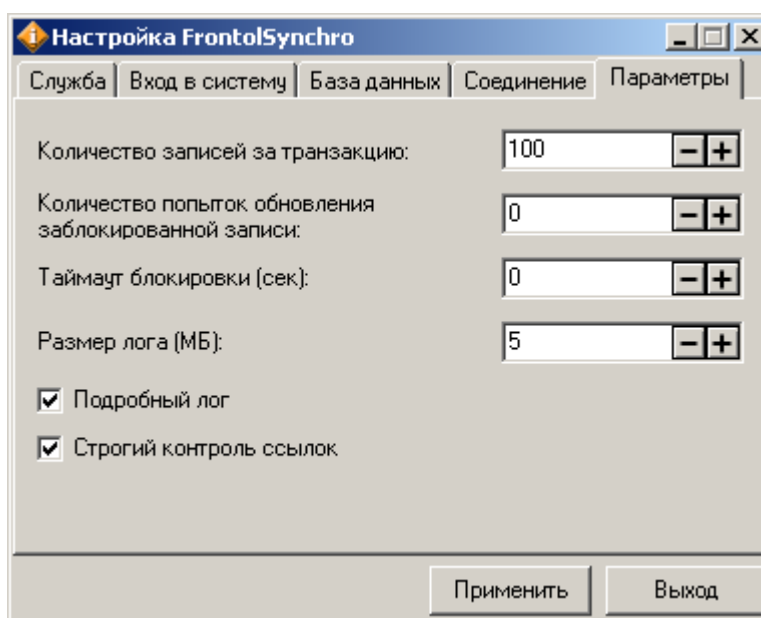 Настройка FrontolSynchro
Служба Вход в систему База данных Соединение Параметры
Количество записей за транзакцию: 100
Количество попыток обновления
заблокированной записи: 0
Таймаут блокировки (сек): 0
Размер лога (МБ): 5
Подробный лог
Строгий контроль ссылок
Применить Выход